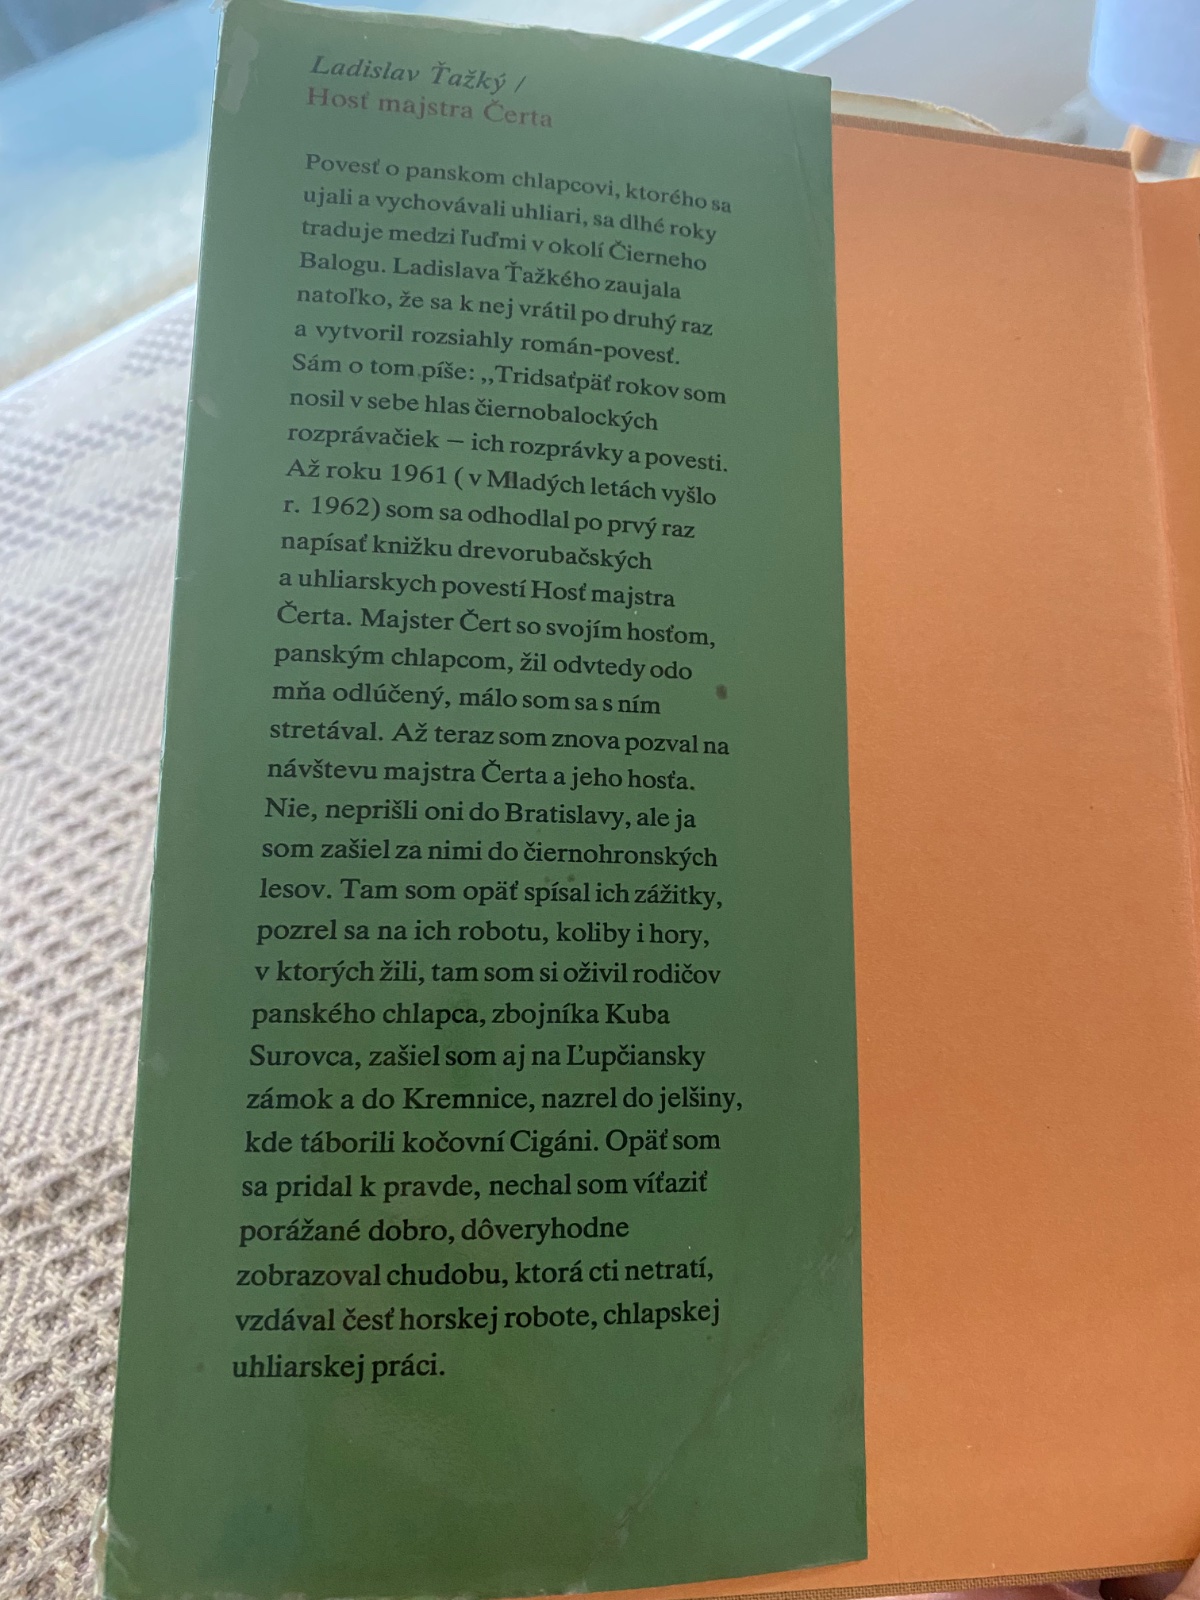 Ladislav Ťažký /
Hosť majstra Čerta
Povesť o panskom chlapcovi, ktorého sa
ujali a vychovávali uhliari, sa dlhé roky
traduje medzi ľuďmi v okolí Čierneho
Balogu. Ladislava Ťažkého zaujala
natoľko, že sa k nej vrátil po druhý raz
a vytvoril rozsiahly román-povesť.
Sám o tom píše: „Tridsaťpäť rokov som
nosil v sebe hlas čiernobalockých
rozprávačiek — ich rozprávky a povesti.
Až roku 1961 ( v Mladých letách vyšlo
r. 1962) som sa odhodlal po prvý raz
napísať knižku drevorubačských
a uhliarskych povestí Hosť majstra
Čerta. Majster Čert so svojím hosťom,
panským chlapcom, žil odvtedy odo
mňa odlúčený, málo som sa s ním
stretával. Až teraz som znova pozval na
návštevu majstra Čerta a jeho hosťa.
Nie, neprišli oni do Bratislavy, ale ja
som zašiel za nimi do čiernohronských
lesov. Tam som opäť spísal ich zážitky,
pozrel sa na ich robotu, koliby i hory,
v ktorých žili, tam som si oživil rodičov
panského chlapca, zbojníka Kuba
Surovca, zašiel som aj na Ľupčiansky
zámok a do Kremnice, nazrel do jelšiny,
kde táborili kočovní Cigáni. Opäť som
sa pridal k pravde, nechal som víťaziť
porážané dobro, dôveryhodne
zobrazoval chudobu, ktorá cti netratí,
vzdával česť horskej robote, chlapskej
uhliarskej práci.